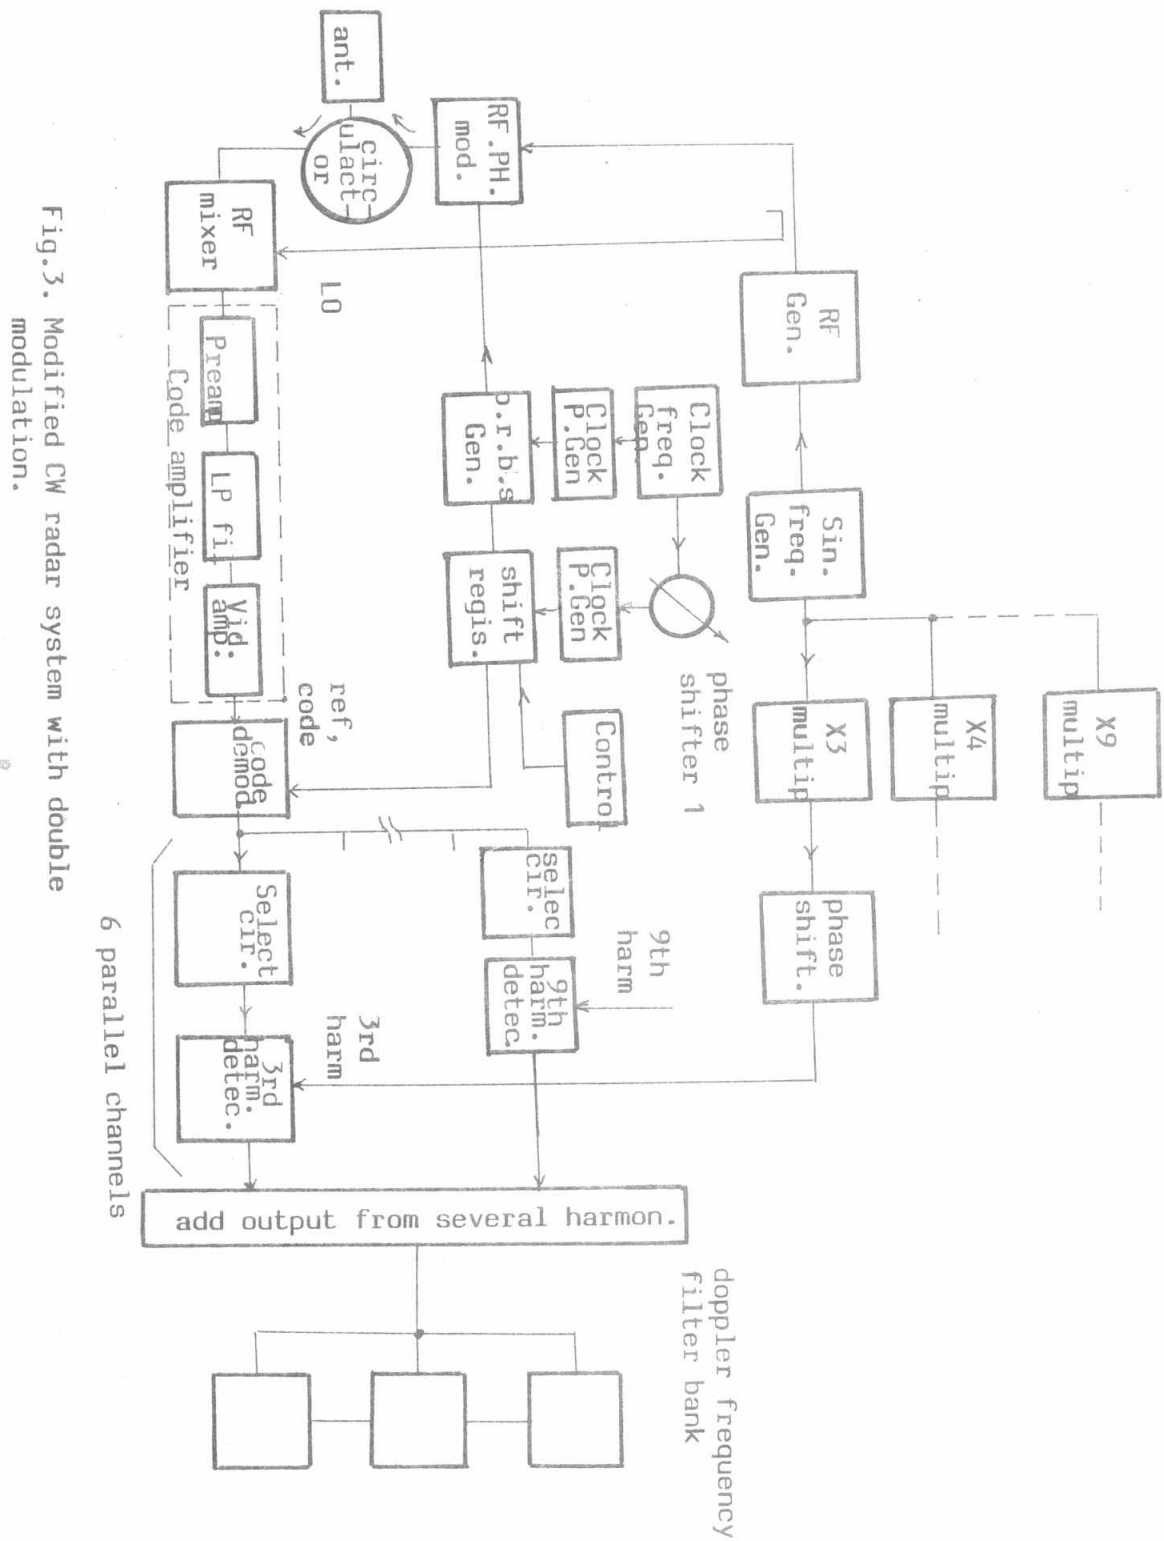 ant.
circ-
ulact-
or
RF.PH.
mod.
RF
mixer
LO
RF
Gen.
Sin.
freq.
Gen.
Clock
freq.
Gen.
Clock
P.Gen
p.r.b.s
Gen.
Clock
P.Gen
shift
regis.
phase
shifter 1
Control
Preamp
LP fi
Vid:
amp.
Code amplifier
ref,
code
code
demod
X3
multip
X4
multip
X9
multip
phase
shift.
selec
cir.
9th
harm.
detec.
9th
harm
Select
cir.
3rd
harm.
detec.
3rd
harm
6 parallel channels
add output from several harmon.
doppler frequency
filter bank
Fig.3. Modified CW radar system with double
modulation.